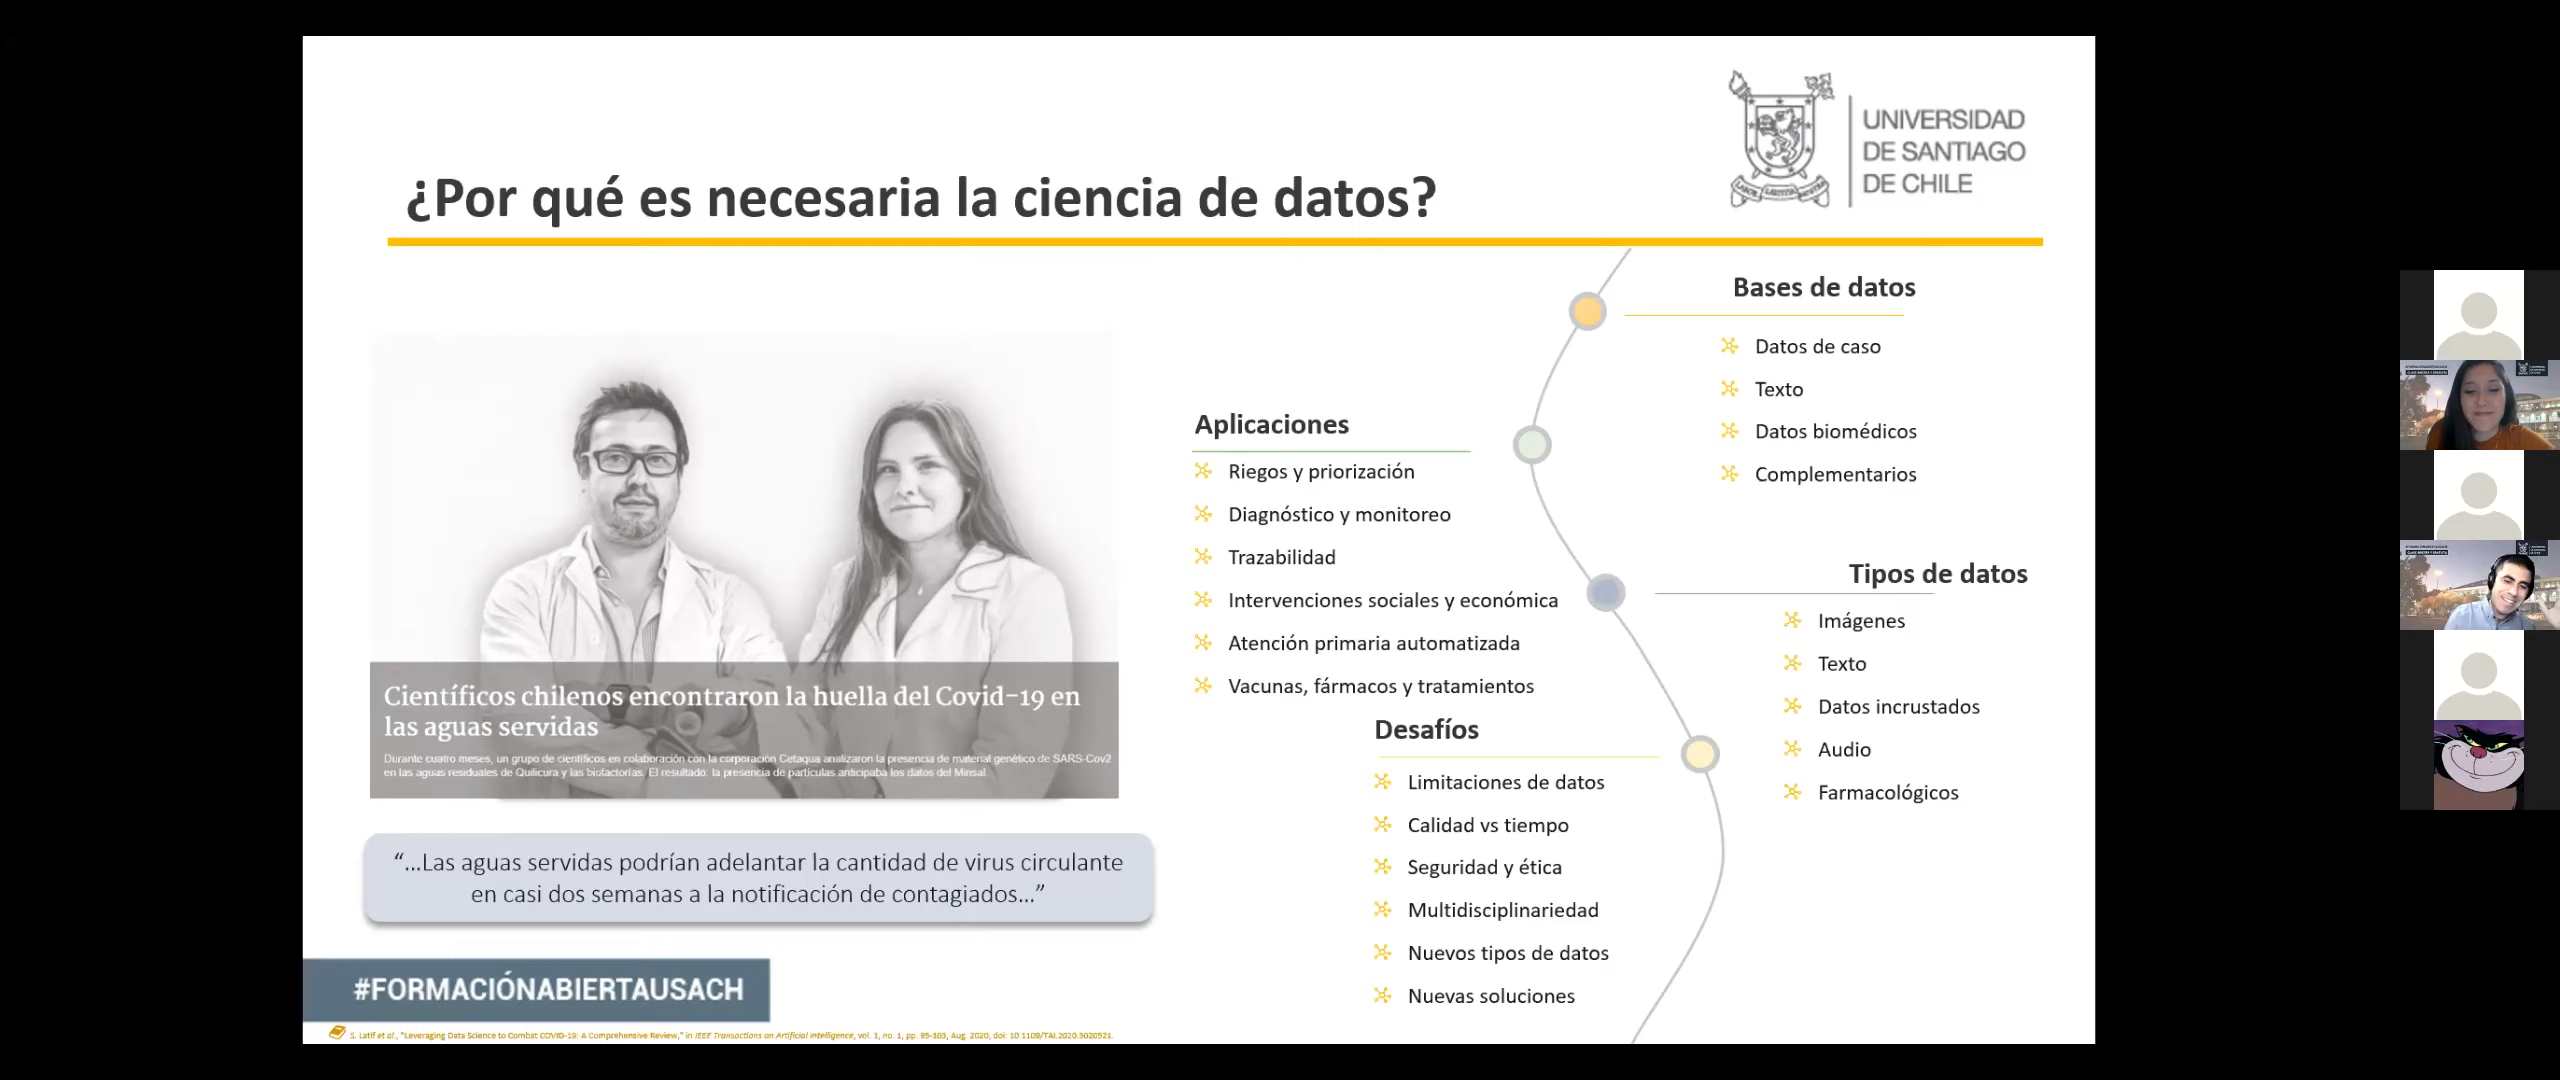 UNIVERSIDAD
DE SANTIAGO
DE CHILE
¿Por qué es necesaria la ciencia de datos?
Científicos chilenos encontraron la huella del Covid-19 en
las aguas servidas
Durante cuatro meses, un grupo de científicos en colaboración con la corporación Cetaqua analizaron la presencia de material genético de SARS-Cov2
en las aguas residuales de Quilicura y las biofactorías. El resultado: la presencia de partículas anticipaba los datos del Minsal.
“...Las aguas servidas podrían adelantar la cantidad de virus circulante
en casi dos semanas a la notificación de contagiados...”
Bases de datos
Datos de caso
Texto
Datos biomédicos
Complementarios
Aplicaciones
Riegos y priorización
Diagnóstico y monitoreo
Trazabilidad
Intervenciones sociales y económica
Atención primaria automatizada
Vacunas, fármacos y tratamientos
Tipos de datos
Imágenes
Texto
Datos incrustados
Audio
Farmacológicos
Desafíos
Limitaciones de datos
Calidad vs tiempo
Seguridad y ética
Multidisciplinariedad
Nuevos tipos de datos
Nuevas soluciones
#FORMACIÓNABIERTAUSACH
S. Latif et al., "Leveraging Data Science to Combat COVID-19: A Comprehensive Review," in IEEE Transactions on Artificial Intelligence, vol. 1, no. 1, pp. 85-103, Aug. 2020, doi: 10.1109/TAI.2020.3020521.